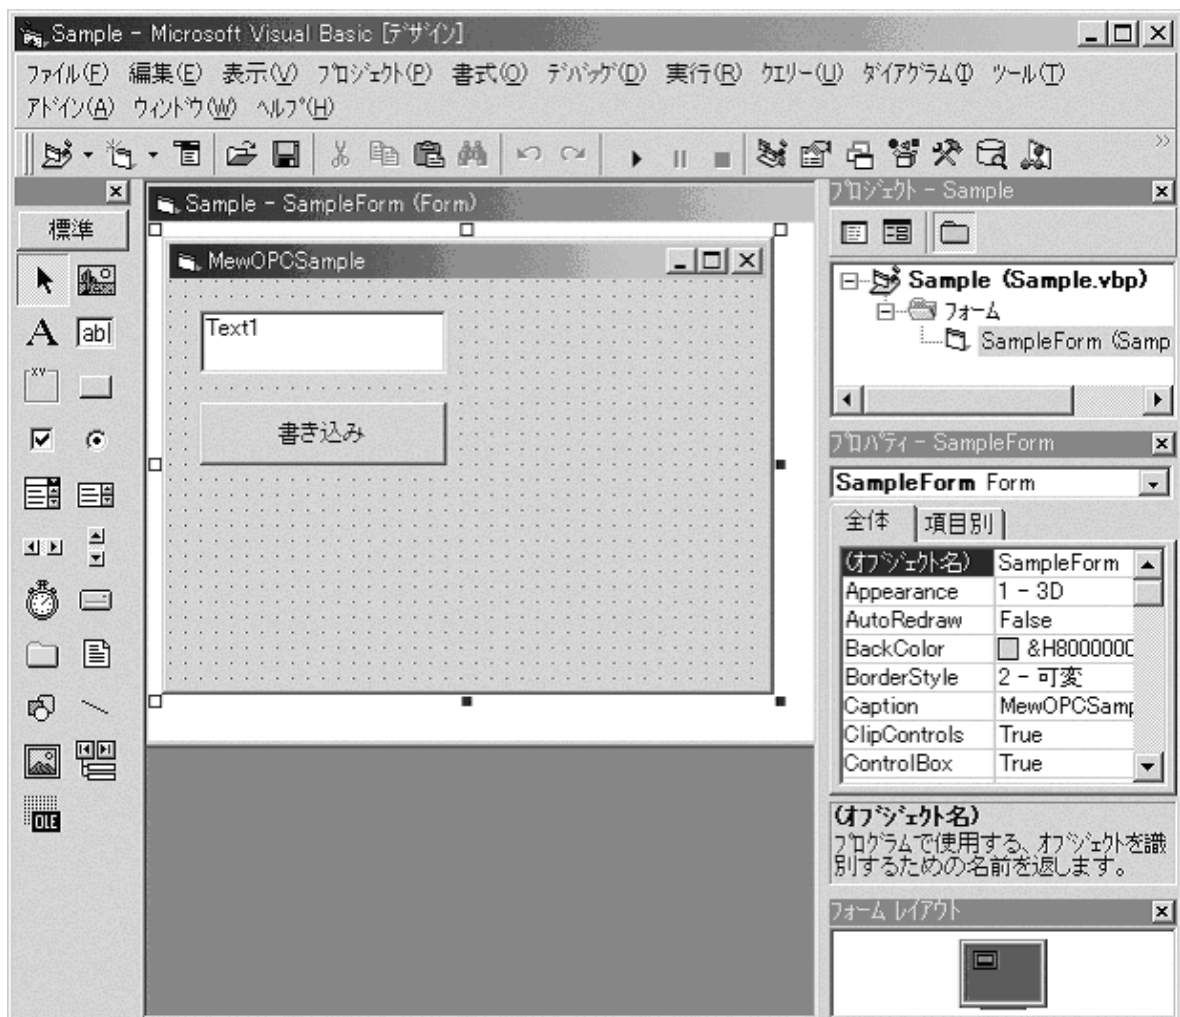 Sample - Microsoft Visual Basic [ﾃﾞｻﾞｲﾝ]
ﾌｧｲﾙ(F) 編集(E) 表示(V) ﾌﾟﾛｼﾞｪｸﾄ(P) 書式(O) ﾃﾞﾊﾞｯｸﾞ(D) 実行(R) ｸｴﾘｰ(U) ﾀﾞｲｱｸﾞﾗﾑ(I) ﾂｰﾙ(T)
ｱﾄﾞｲﾝ(A) ｳｨﾝﾄﾞｳ(W) ﾍﾙﾌﾟ(H)
標準
A
ab
XY
OLE
Sample - SampleForm (Form)
MewOPCSample
Text1
書き込み
ﾌﾟﾛｼﾞｪｸﾄ - Sample
Sample (Sample.vbp)
ﾌｫｰﾑ
SampleForm (Samp
ﾌﾟﾛﾊﾟﾃｨ - SampleForm
SampleForm Form
全体 項目別
(ｵﾌﾞｼﾞｪｸﾄ名) SampleForm
Appearance 1 - 3D
AutoRedraw False
BackColor &H8000000
BorderStyle 2 - 可変
Caption MewOPCSamp
ClipControls True
ControlBox True
(ｵﾌﾞｼﾞｪｸﾄ名)
ﾌﾟﾛｸﾞﾗﾑで使用する、ｵﾌﾞｼﾞｪｸﾄを識
別するための名前を返します。
ﾌｫｰﾑ ﾚｲｱｳﾄ